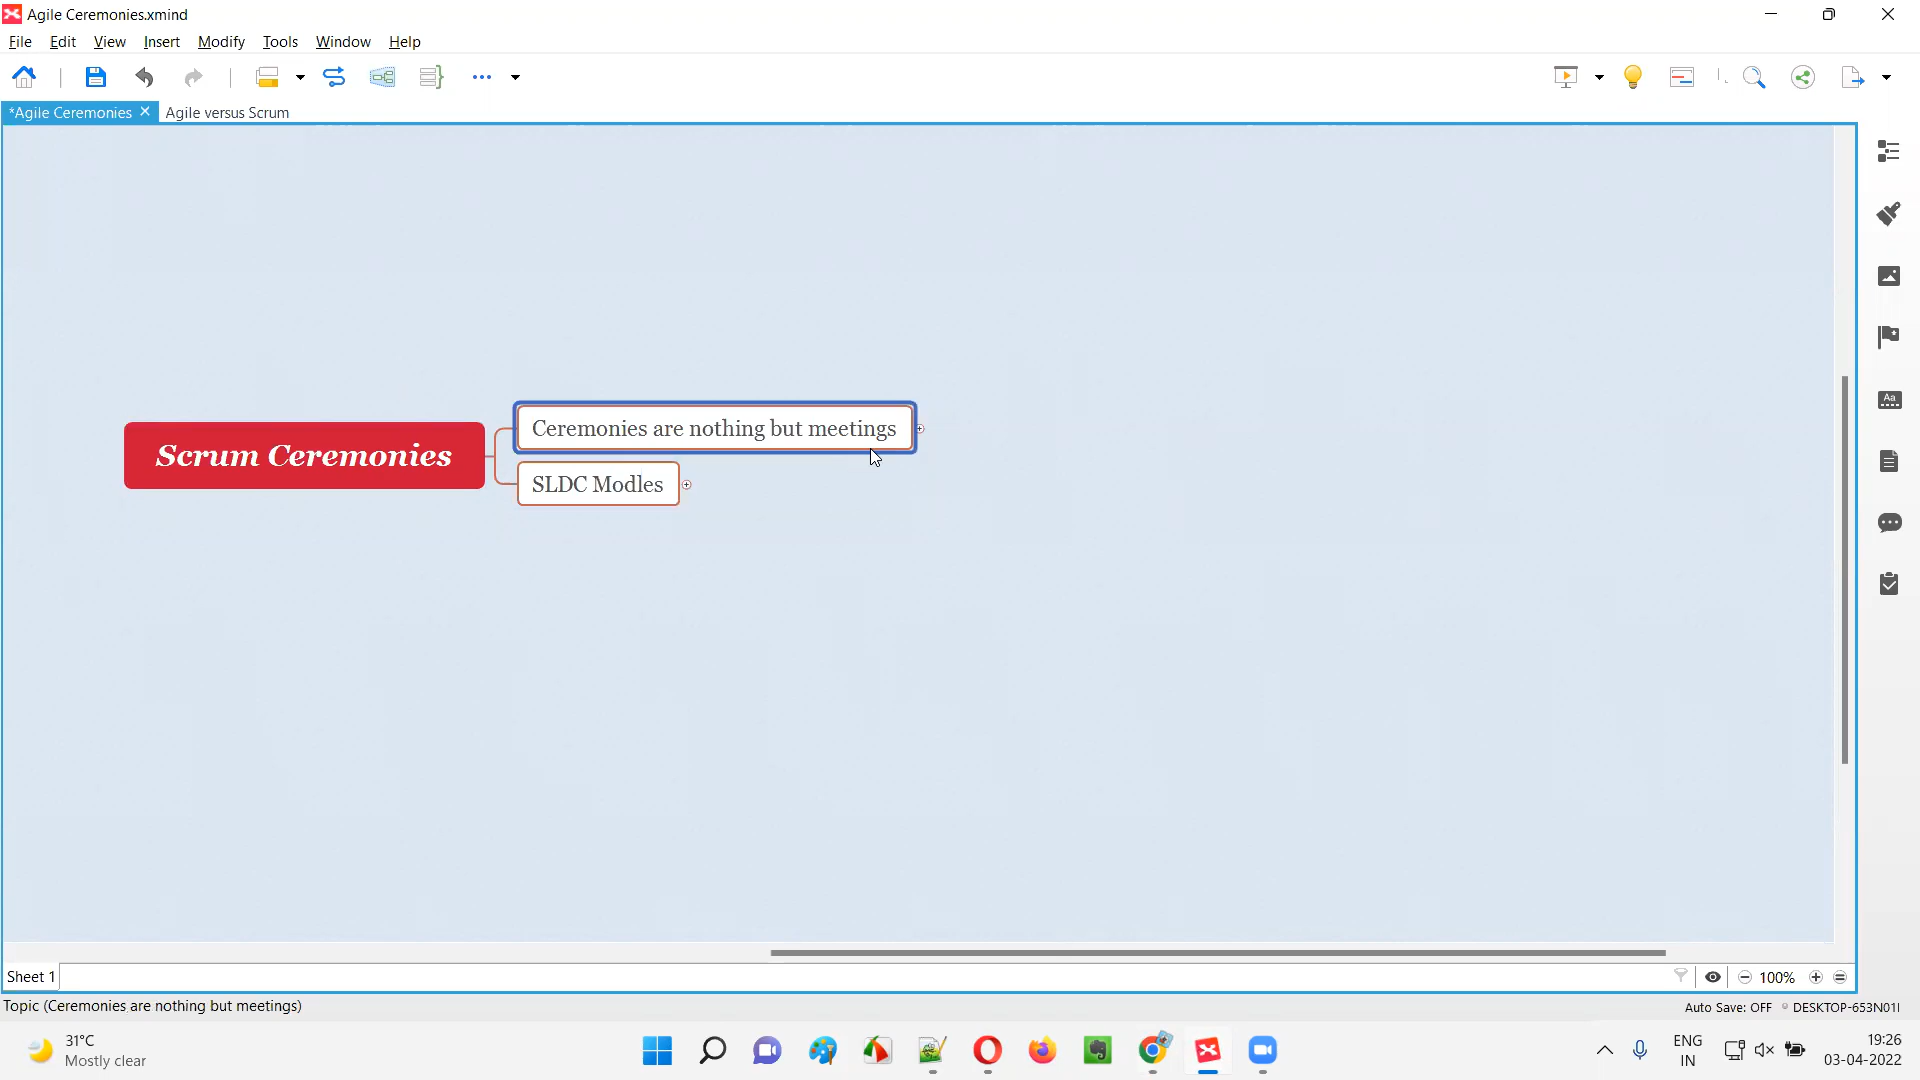 Agile Ceremonies.xmind
File Edit View Insert Modify Tools Window Help
*Agile Ceremonies Agile versus Scrum
Aa
Scrum Ceremonies
Ceremonies are nothing but meetings
SLDC Modles
Sheet 1
100%
Topic (Ceremonies are nothing but meetings)
Auto Save: OFF DESKTOP-653N01I
31°C
Mostly clear
ENG
IN
19:26
03-04-2022